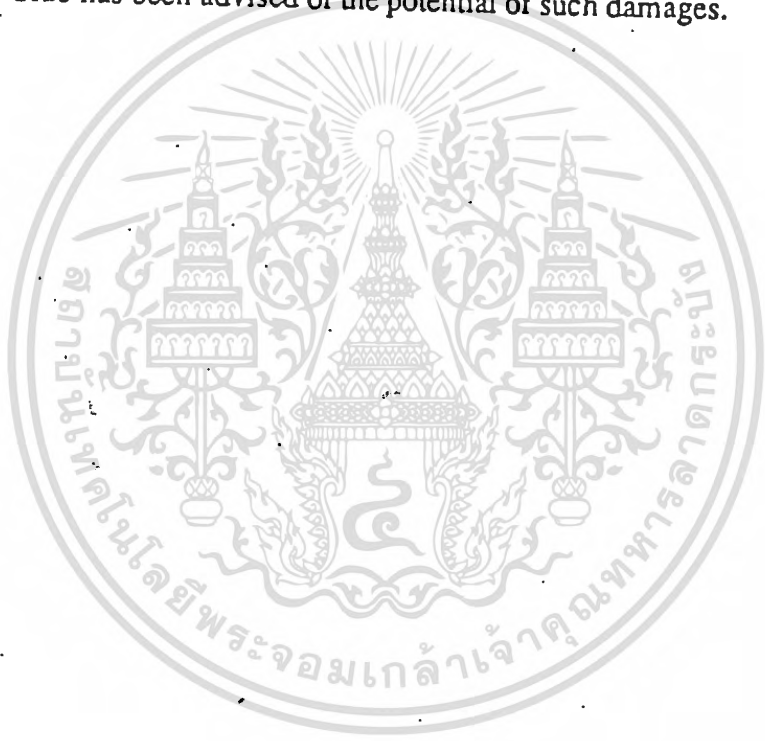 has been advised of the potential of such damages.
สถาบันเทคโนโลยีพระจอมเกล้าเจ้าคุณทหารลาดกระบัง
๔